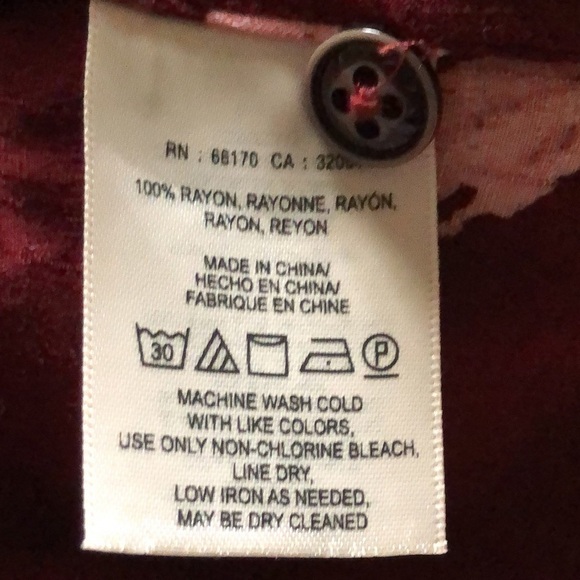 RN : 66170 CA :
100% RAYON, RAYONNE, RAYÓN,
RAYON, REYON
MADE IN CHINA/
HECHO EN CHINA/
FABRIQUE EN CHINE
30 P
MACHINE WASH COLD
WITH LIKE COLORS,
USE ONLY NON-CHLORINE BLEACH,
LINE DRY,
LOW IRON AS NEEDED,
MAY BE DRY CLEANED